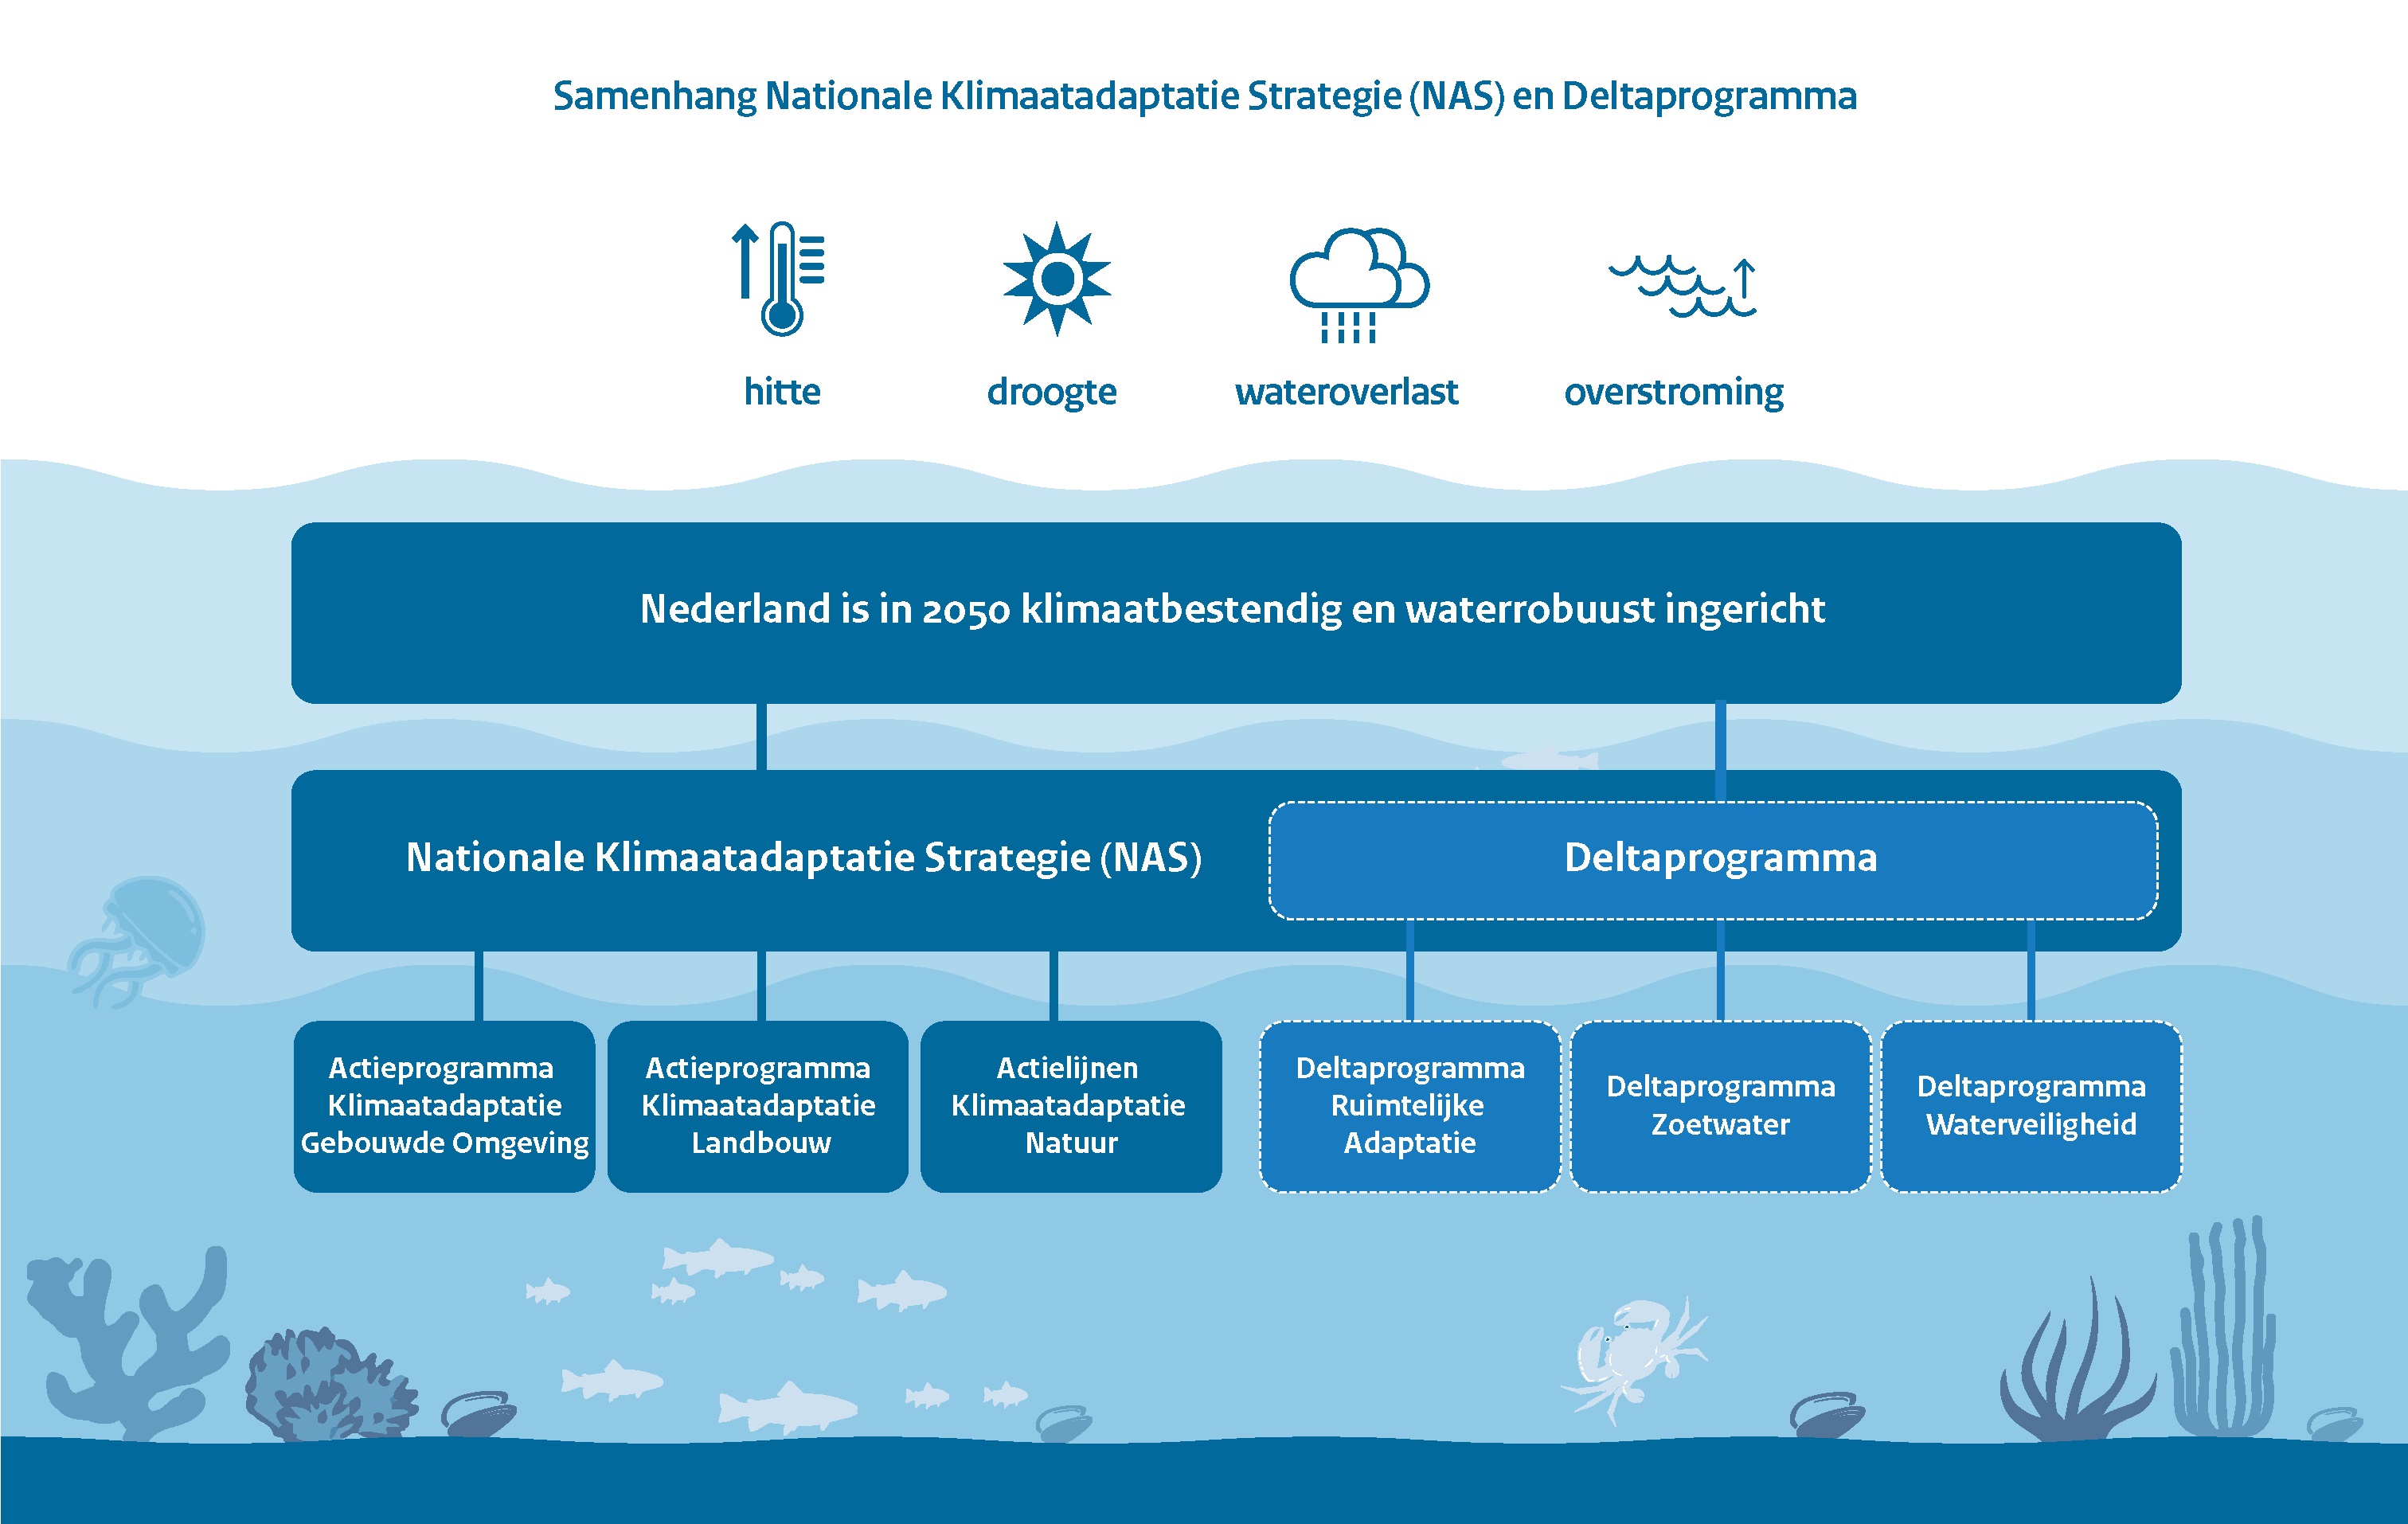 Samenhang Nationale Klimaatadaptatie Strategie (NAS) en Deltaprogramma
hitte
droogte
wateroverlast
overstroming
Nederland is in 2050 klimaatbestendig en waterrobuust ingericht
Nationale Klimaatadaptatie Strategie (NAS)
Deltaprogramma
Actieprogramma
Klimaatadaptatie
Gebouwde Omgeving
Actieprogramma
Klimaatadaptatie
Landbouw
Actielijnen
Klimaatadaptatie
Natuur
Deltaprogramma
Ruimtelijke
Adaptatie
Deltaprogramma
Zoetwater
Deltaprogramma
Waterveiligheid